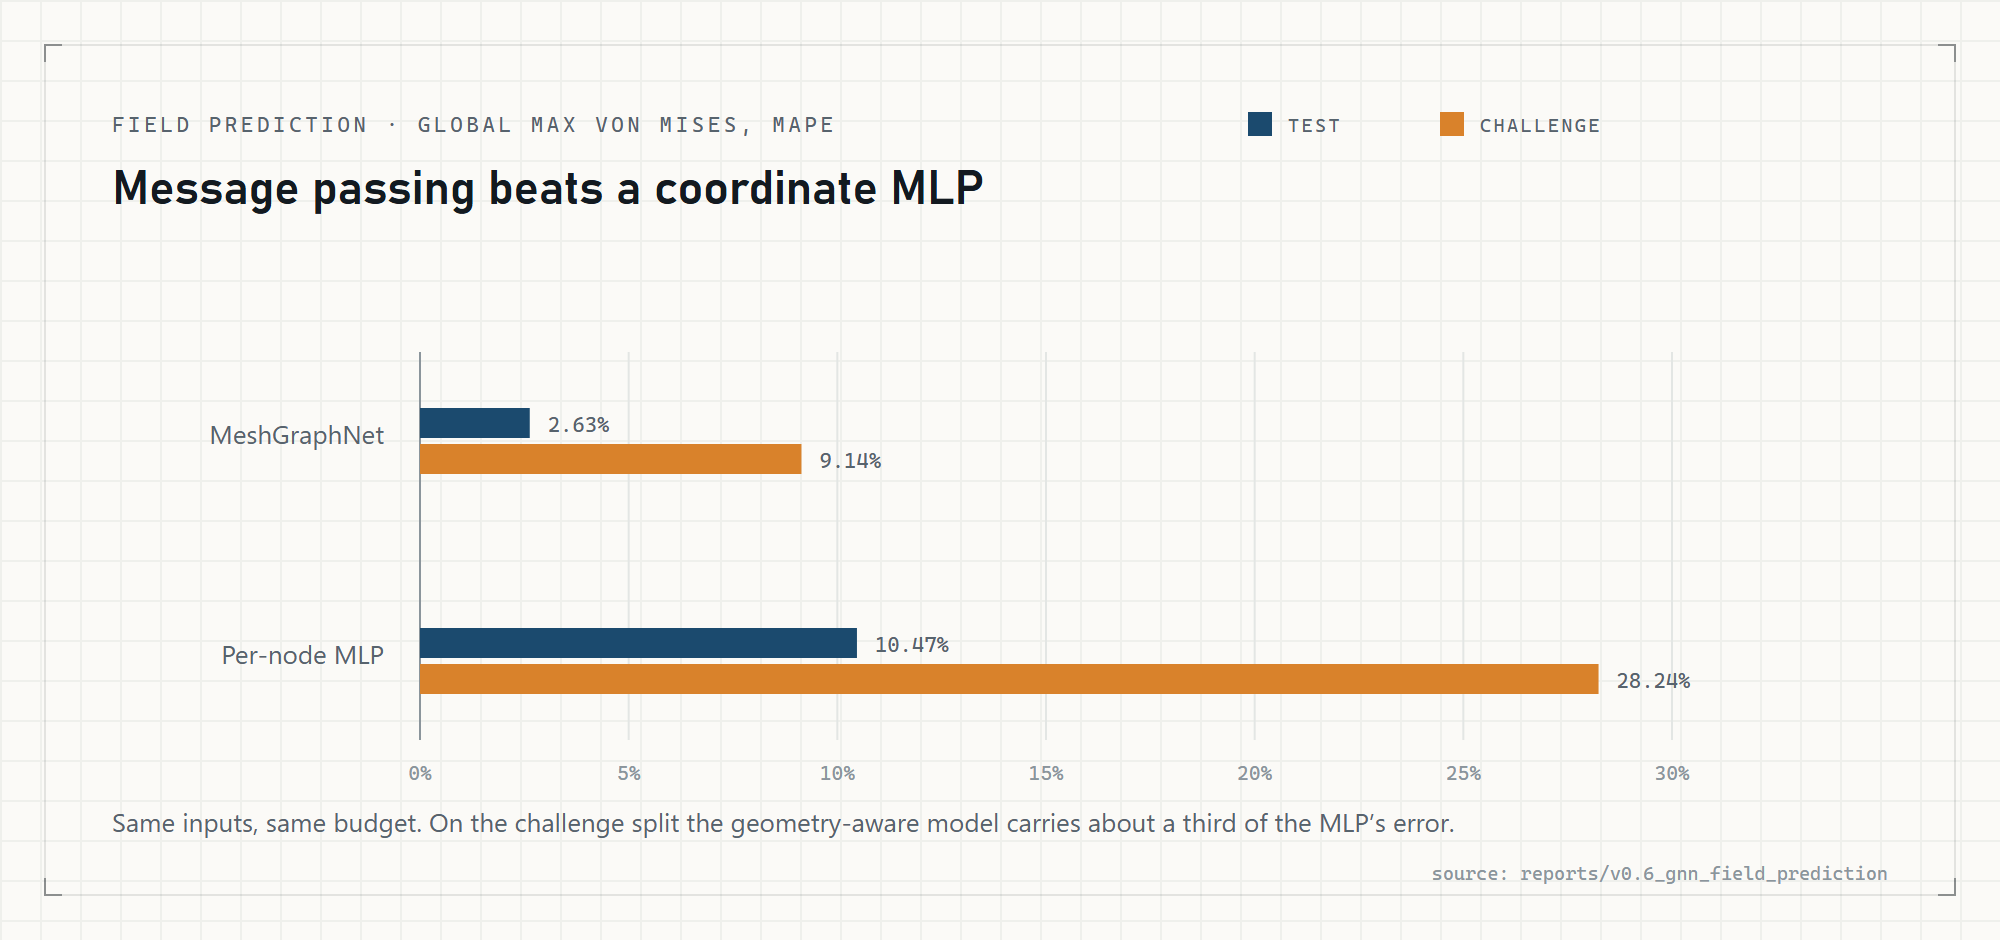 FIELD PREDICTION · GLOBAL MAX VON MISES, MAPE
TEST
CHALLENGE
Message passing beats a coordinate MLP
MeshGraphNet
2.63%
9.14%
Per-node MLP
10.47%
28.24%
0% 5% 10% 15% 20% 25% 30%
Same inputs, same budget. On the challenge split the geometry-aware model carries about a third of the MLP’s error.
source: reports/v0.6_gnn_field_prediction